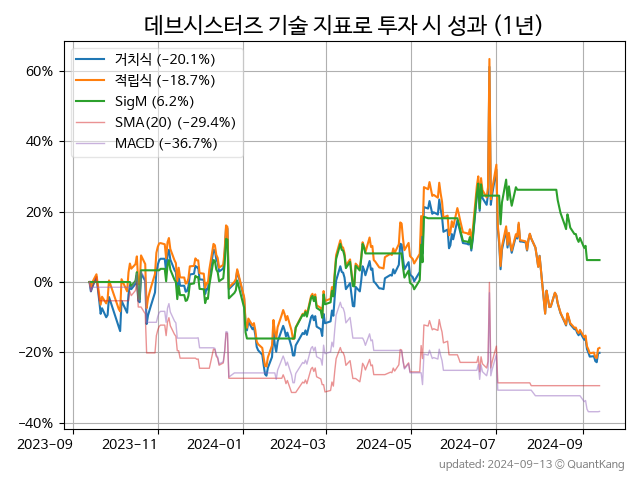 데브시스터즈 기술 지표로 투자 시 성과 (1년)
거치식 (-20.1%)
적립식 (-18.7%)
SigM (6.2%)
SMA(20) (-29.4%)
MACD (-36.7%)
60%
40%
20%
0%
-20%
-40%
2023-09 2023-11 2024-01 2024-03 2024-05 2024-07 2024-09
updated: 2024-09-13 © QuantKang